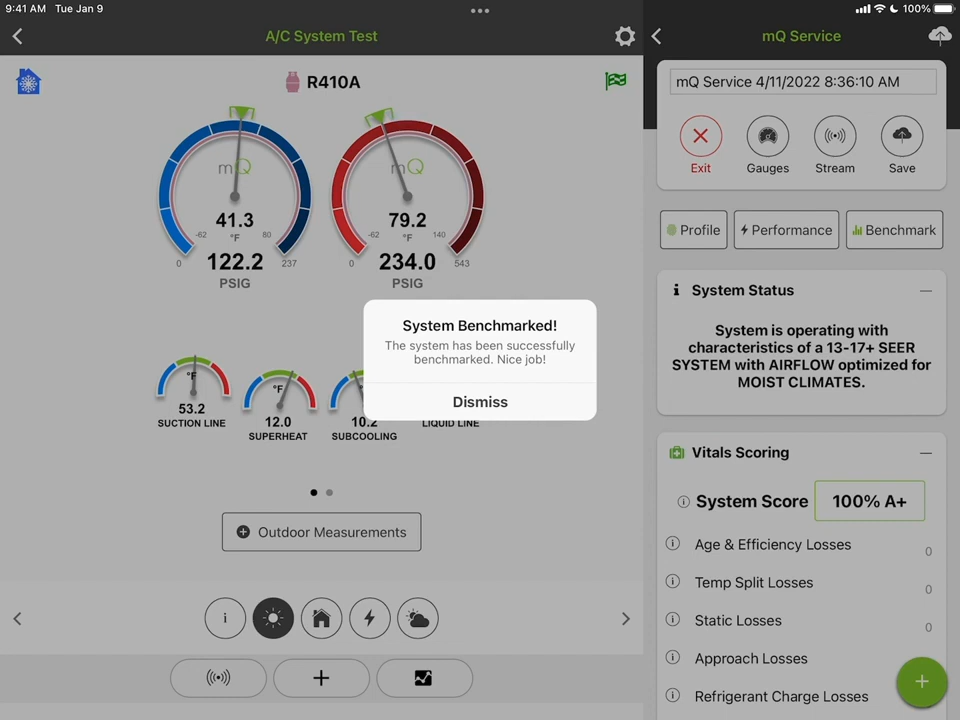 9:41 AM Tue Jan 9
100%
A/C System Test
R410A
mQ
41.3
°F
-62
80
0
122.2
237
PSIG
mQ
79.2
°F
-62
140
0
234.0
543
PSIG
°F
53.2
SUCTION LINE
°F
12.0
SUPERHEAT
10.2
SUBCOOLING
LIQUID LINE
System Benchmarked!
The system has been successfully
benchmarked. Nice job!
Dismiss
Outdoor Measurements
mQ Service
mQ Service 4/11/2022 8:36:10 AM
Exit
Gauges
Stream
Save
Profile
Performance
Benchmark
System Status
System is operating with
characteristics of a 13-17+ SEER
SYSTEM with AIRFLOW optimized for
MOIST CLIMATES.
Vitals Scoring
System Score
100% A+
Age & Efficiency Losses
0
Temp Split Losses
0
Static Losses
0
Approach Losses
Refrigerant Charge Losses